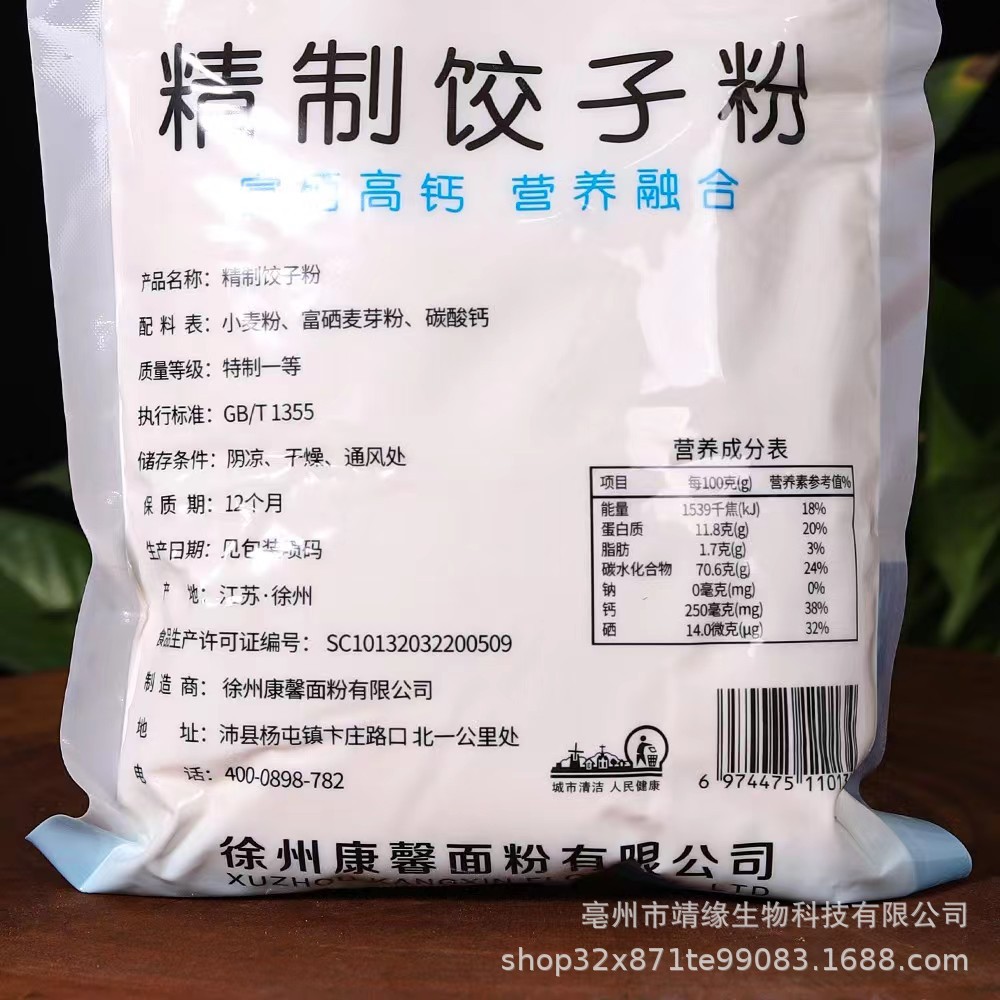 精制饺子粉
富硒高钙 营养融合
产品名称：精制饺子粉
配料表：小麦粉、富硒麦芽粉、碳酸钙
质量等级：特制一等
执行标准：GB/T 1355
储存条件：阴凉、干燥、通风处
保质期：12个月
生产日期：见包装喷码
产地：江苏·徐州
食品生产许可证编号： SC10132032200509
制造商：徐州康馨面粉有限公司
地址：沛县杨屯镇卞庄路口 北一公里处
电话：400-0898-782
营养成分表
项目 每100克(g) 营养素参考值%
能量 1539千焦(kJ) 18%
蛋白质 11.8克(g) 20%
脂肪 1.7克(g) 3%
碳水化合物 70.6克(g) 24%
钠 0毫克(mg) 0%
钙 250毫克(mg) 38%
硒 14.0微克(μg) 32%
城市清洁 人民健康
6 974475 11013
徐州康馨面粉有限公司
XUZHOU KANGXIN LTD
亳州市靖缘生物科技有限公司
shop32x871te99083.1688.com